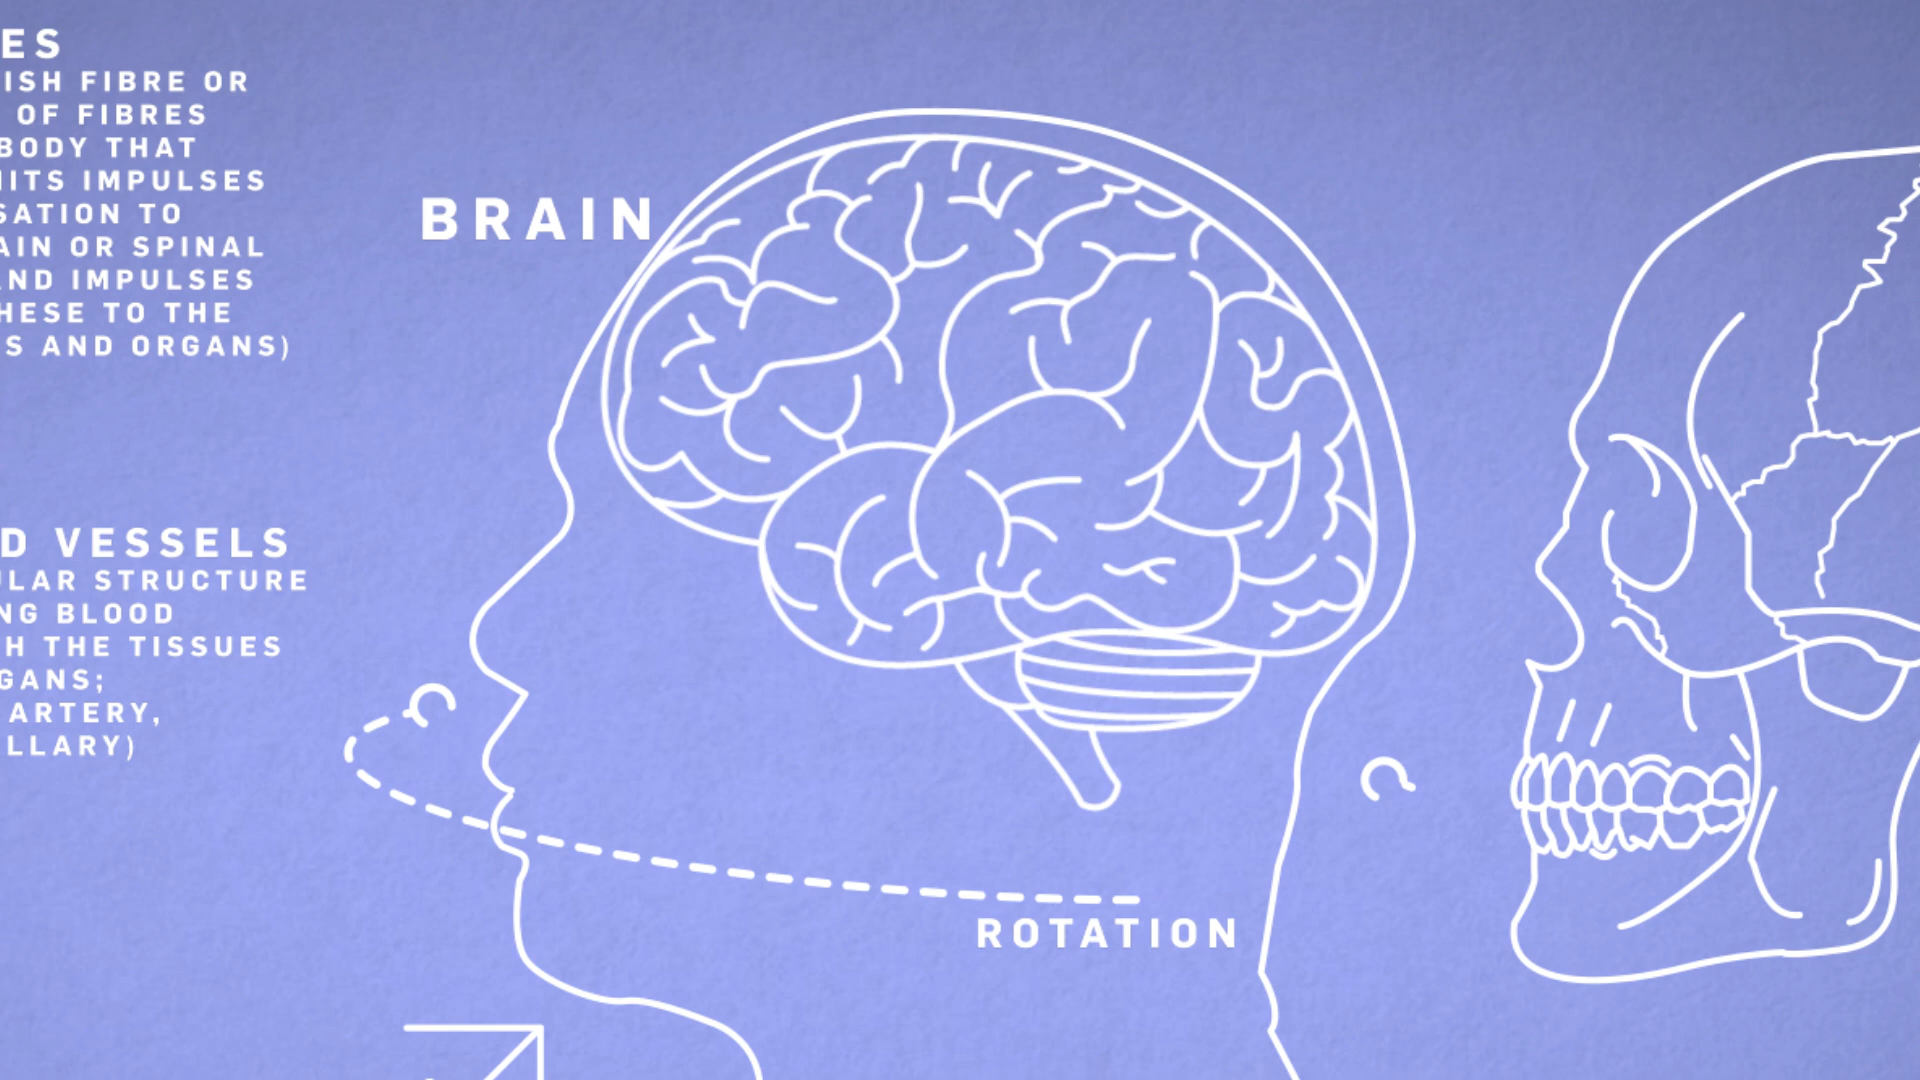 ES
ISH FIBRE OR
OF FIBRES
BODY THAT
ITS IMPULSES
SATION TO
AIN OR SPINAL
ND IMPULSES
HESE TO THE
S AND ORGANS)
BRAIN
D VESSELS
ULAR STRUCTURE
NG BLOOD
H THE TISSUES
GANS;
ARTERY,
LLARY)
ROTATION